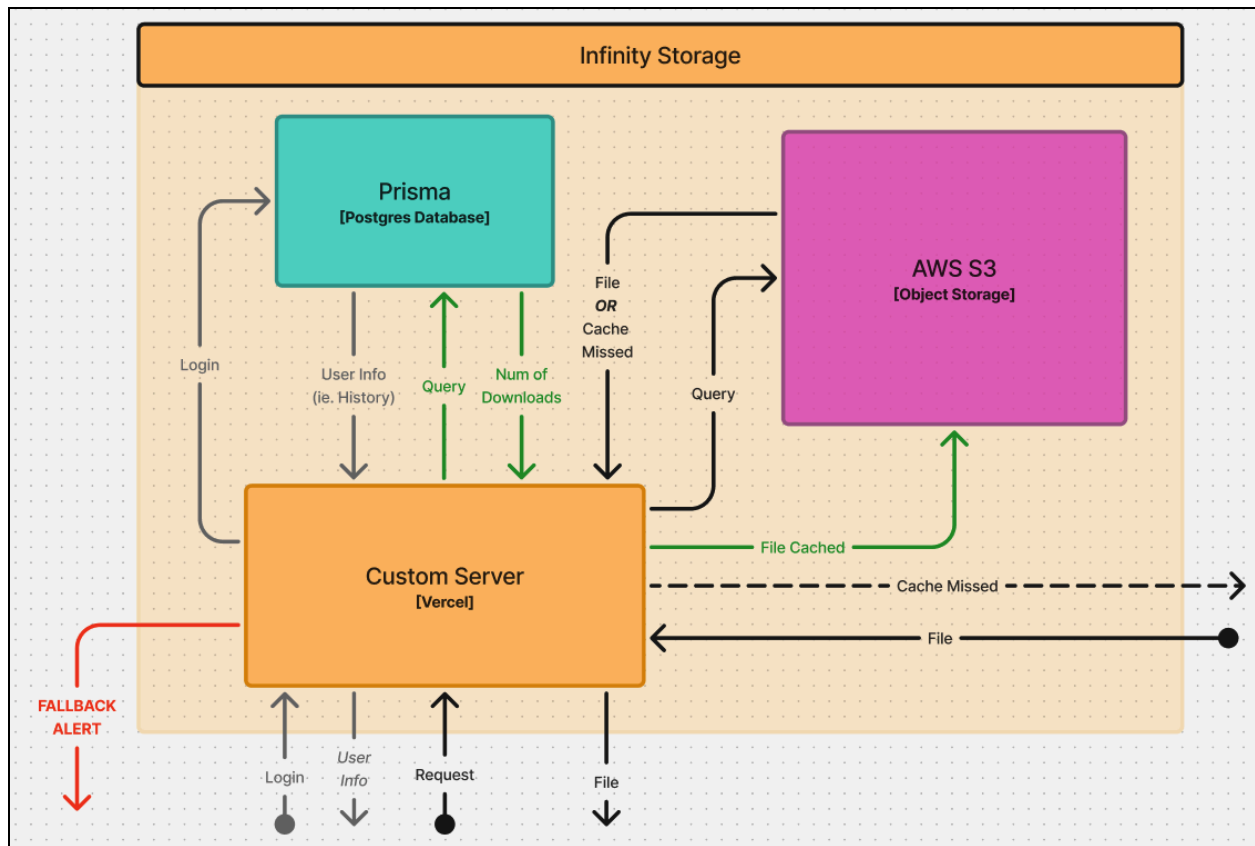 Infinity Storage
Prisma
[Postgres Database]
AWS S3
[Object Storage]
File
OR
Cache
Missed
Login
User Info
(ie. History)
Query
Num of
Downloads
Query
Custom Server
[Vercel]
File Cached
Cache Missed
File
FALLBACK
ALERT
Login
User
Info
Request
File